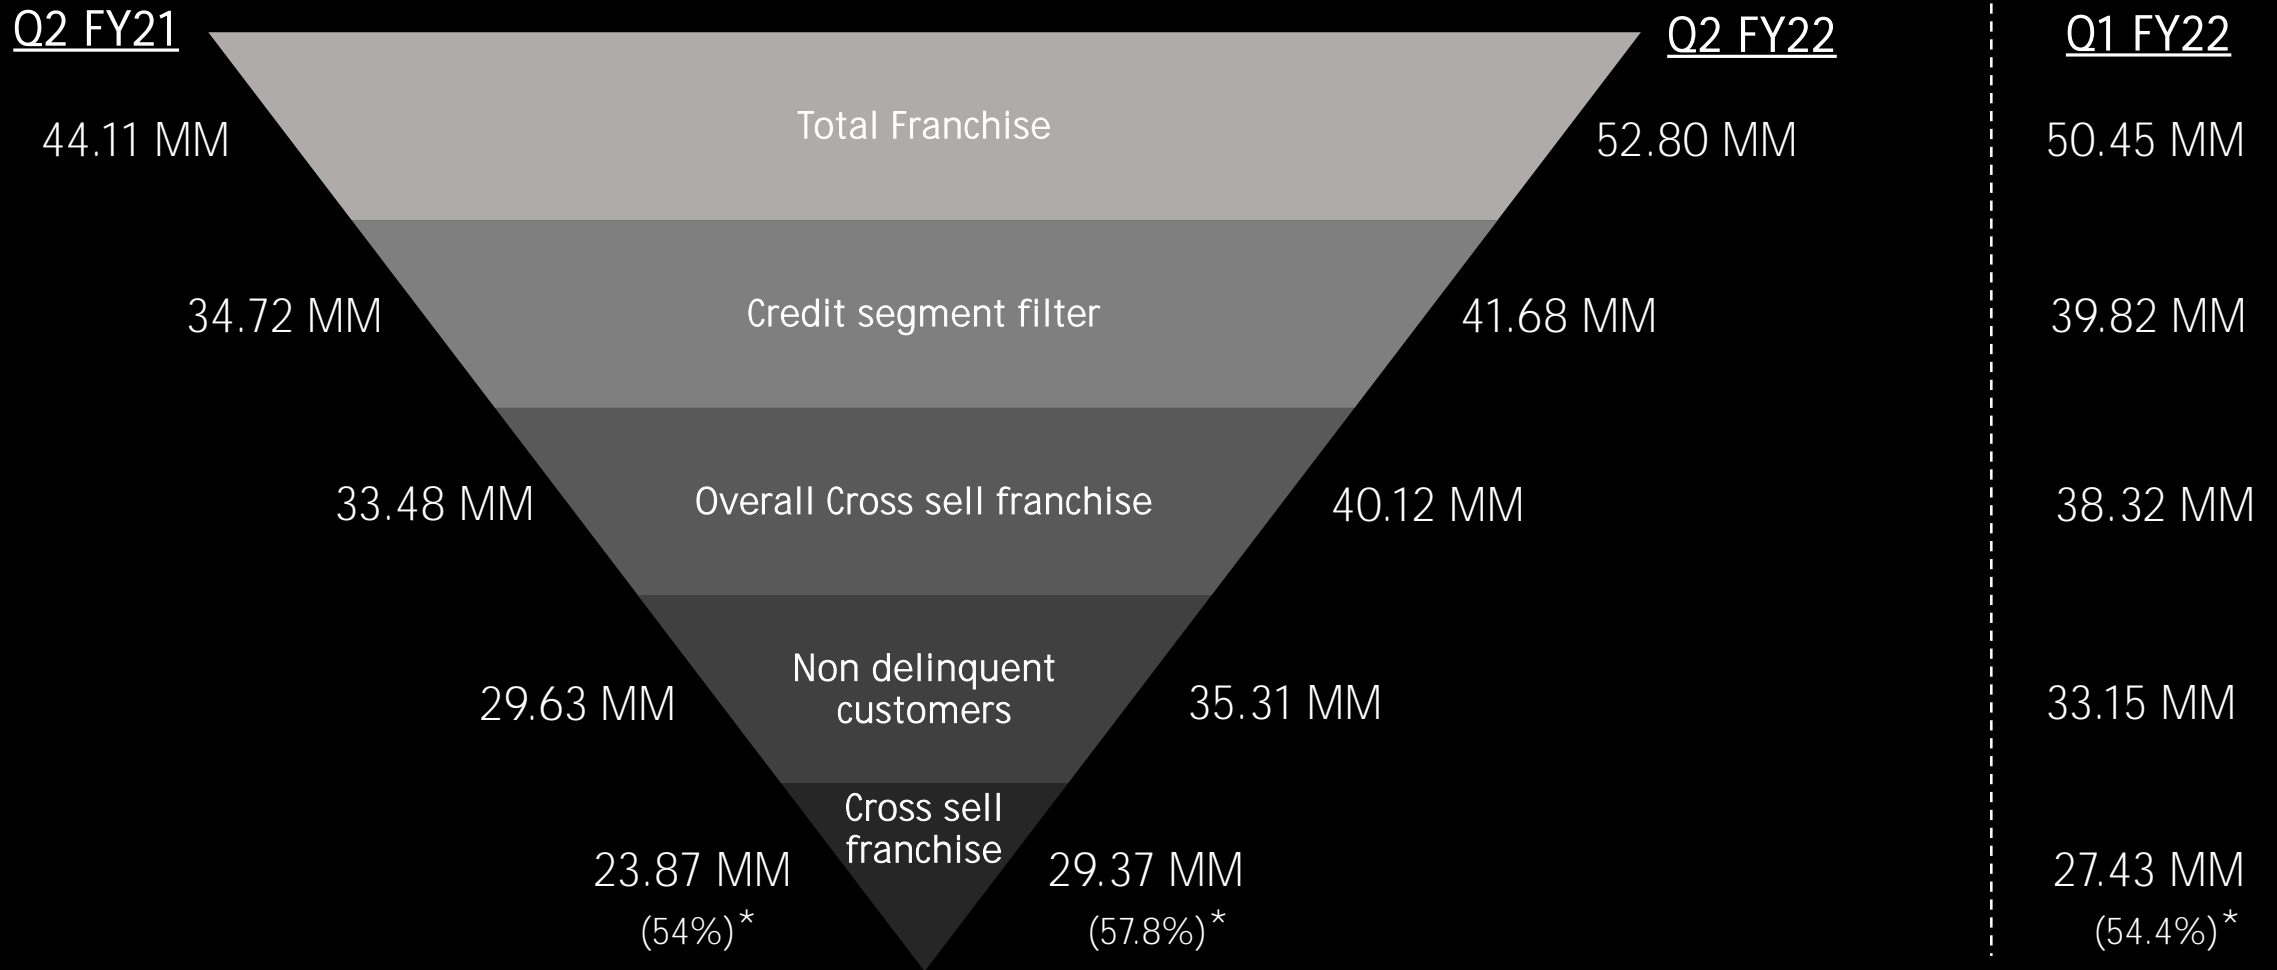 Q2 FY21
Q2 FY22
Q1 FY22
44.11 MM
Total Franchise
52.80 MM
50.45 MM
34.72 MM
Credit segment filter
41.68 MM
39.82 MM
33.48 MM
Overall Cross sell franchise
40.12 MM
38.32 MM
29.63 MM
Non delinquent
customers
35.31 MM
33.15 MM
23.87 MM
(54%)*
Cross sell
franchise
29.37 MM
(57.8%)*
27.43 MM
(54.4%)*